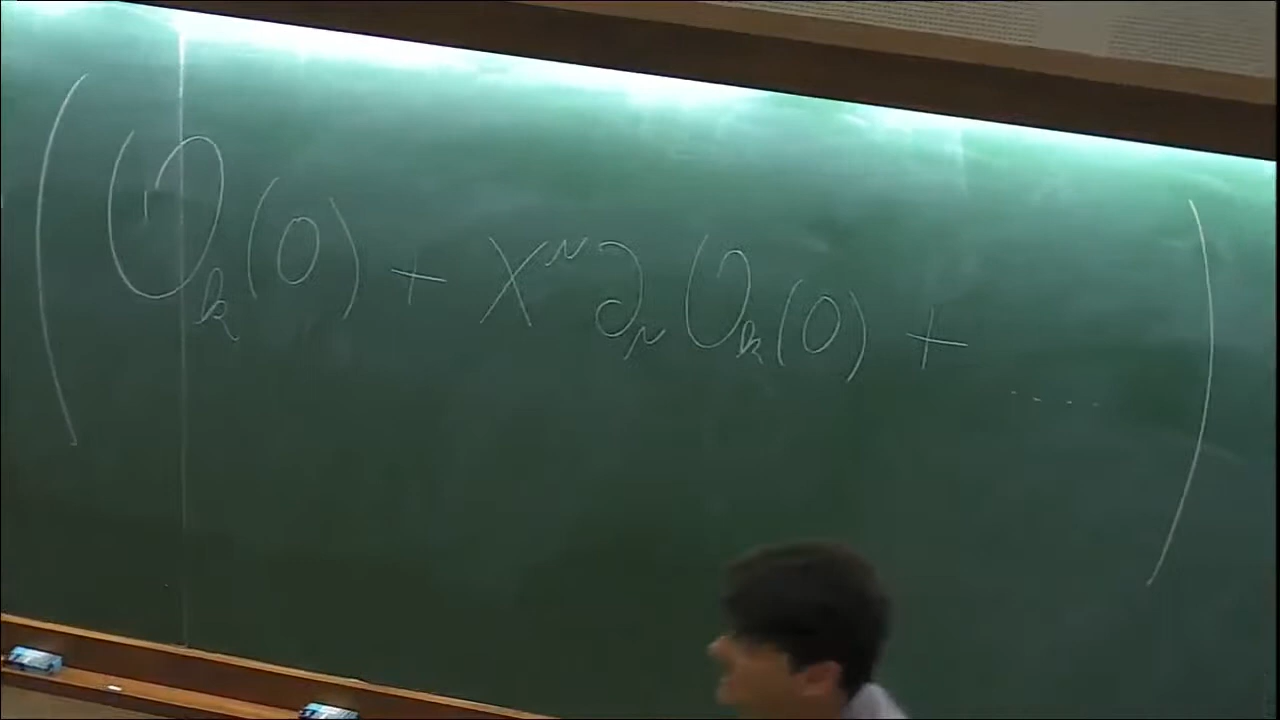 ( O_k(0) + x^μ ∂_μ O_k(0) + ..... )